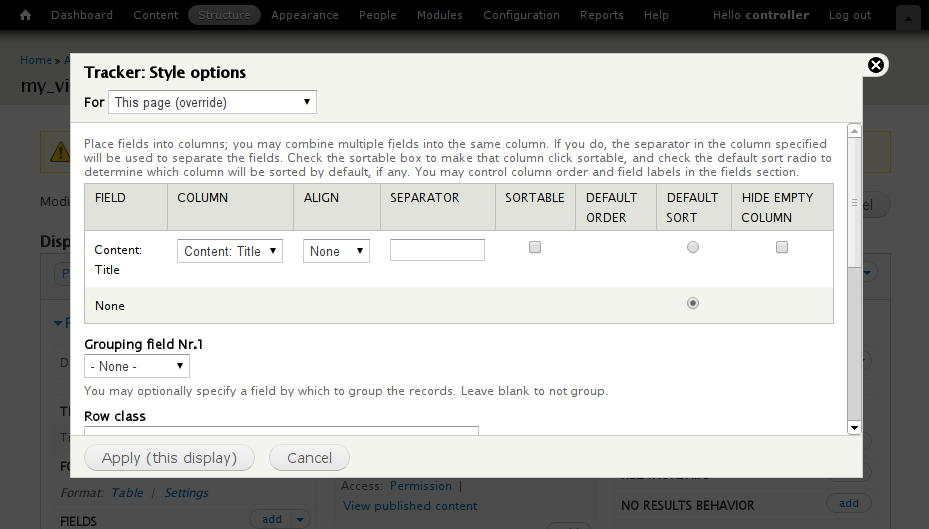 Dashboard Content Structure Appearance People Modules Configuration Reports Help Hello controller Log out
Home »
my_vi
Tracker: Style options
For This page (override)
Place fields into columns; you may combine multiple fields into the same column. If you do, the separator in the column specified
will be used to separate the fields. Check the sortable box to make that column click sortable, and check the default sort radio to
determine which column will be sorted by default, if any. You may control column order and field labels in the fields section.
FIELD COLUMN ALIGN SEPARATOR SORTABLE DEFAULT ORDER DEFAULT SORT HIDE EMPTY COLUMN
Content: Title Content: Title None
None
Grouping field Nr.1
- None -
You may optionally specify a field by which to group the records. Leave blank to not group.
Row class
Apply (this display) Cancel
Modi
Disp
Format: Table | Settings
FIELDS add
Access: Permission |
View published content
NO RESULTS BEHAVIOR add